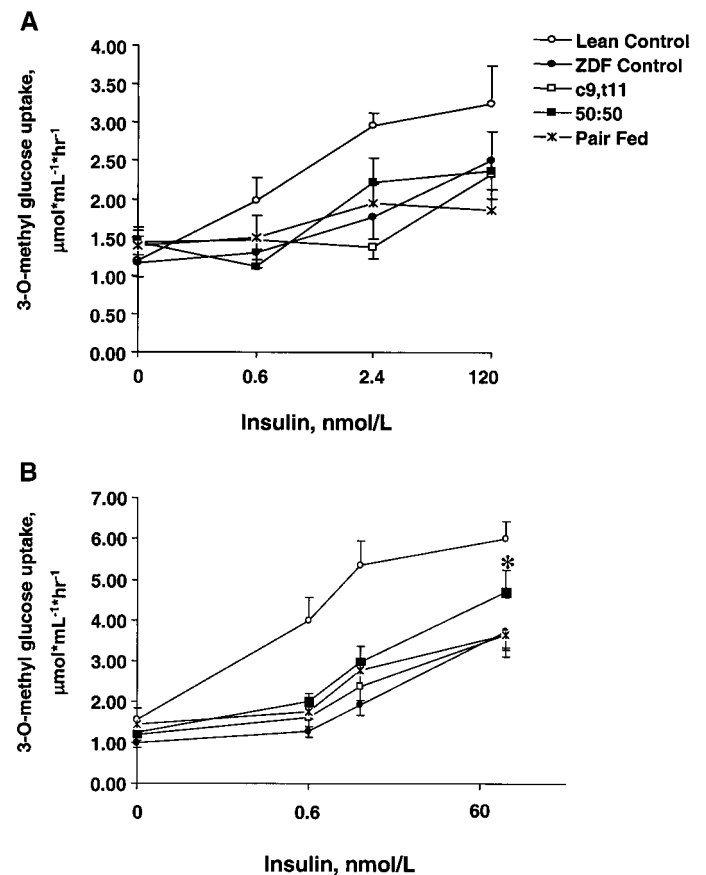 A
Lean Control
ZDF Control
c9,t11
50:50
Pair Fed
3-O-methyl glucose uptake,
µmol*mL⁻¹*hr⁻¹
4.00
3.50
3.00
2.50
2.00
1.50
1.00
0.50
0.00
0 0.6 2.4 120
Insulin, nmol/L
B
3-O-methyl glucose uptake,
µmol*mL⁻¹*hr⁻¹
7.00
6.00
5.00
4.00
3.00
2.00
1.00
0.00
*
0 0.6 60
Insulin, nmol/L